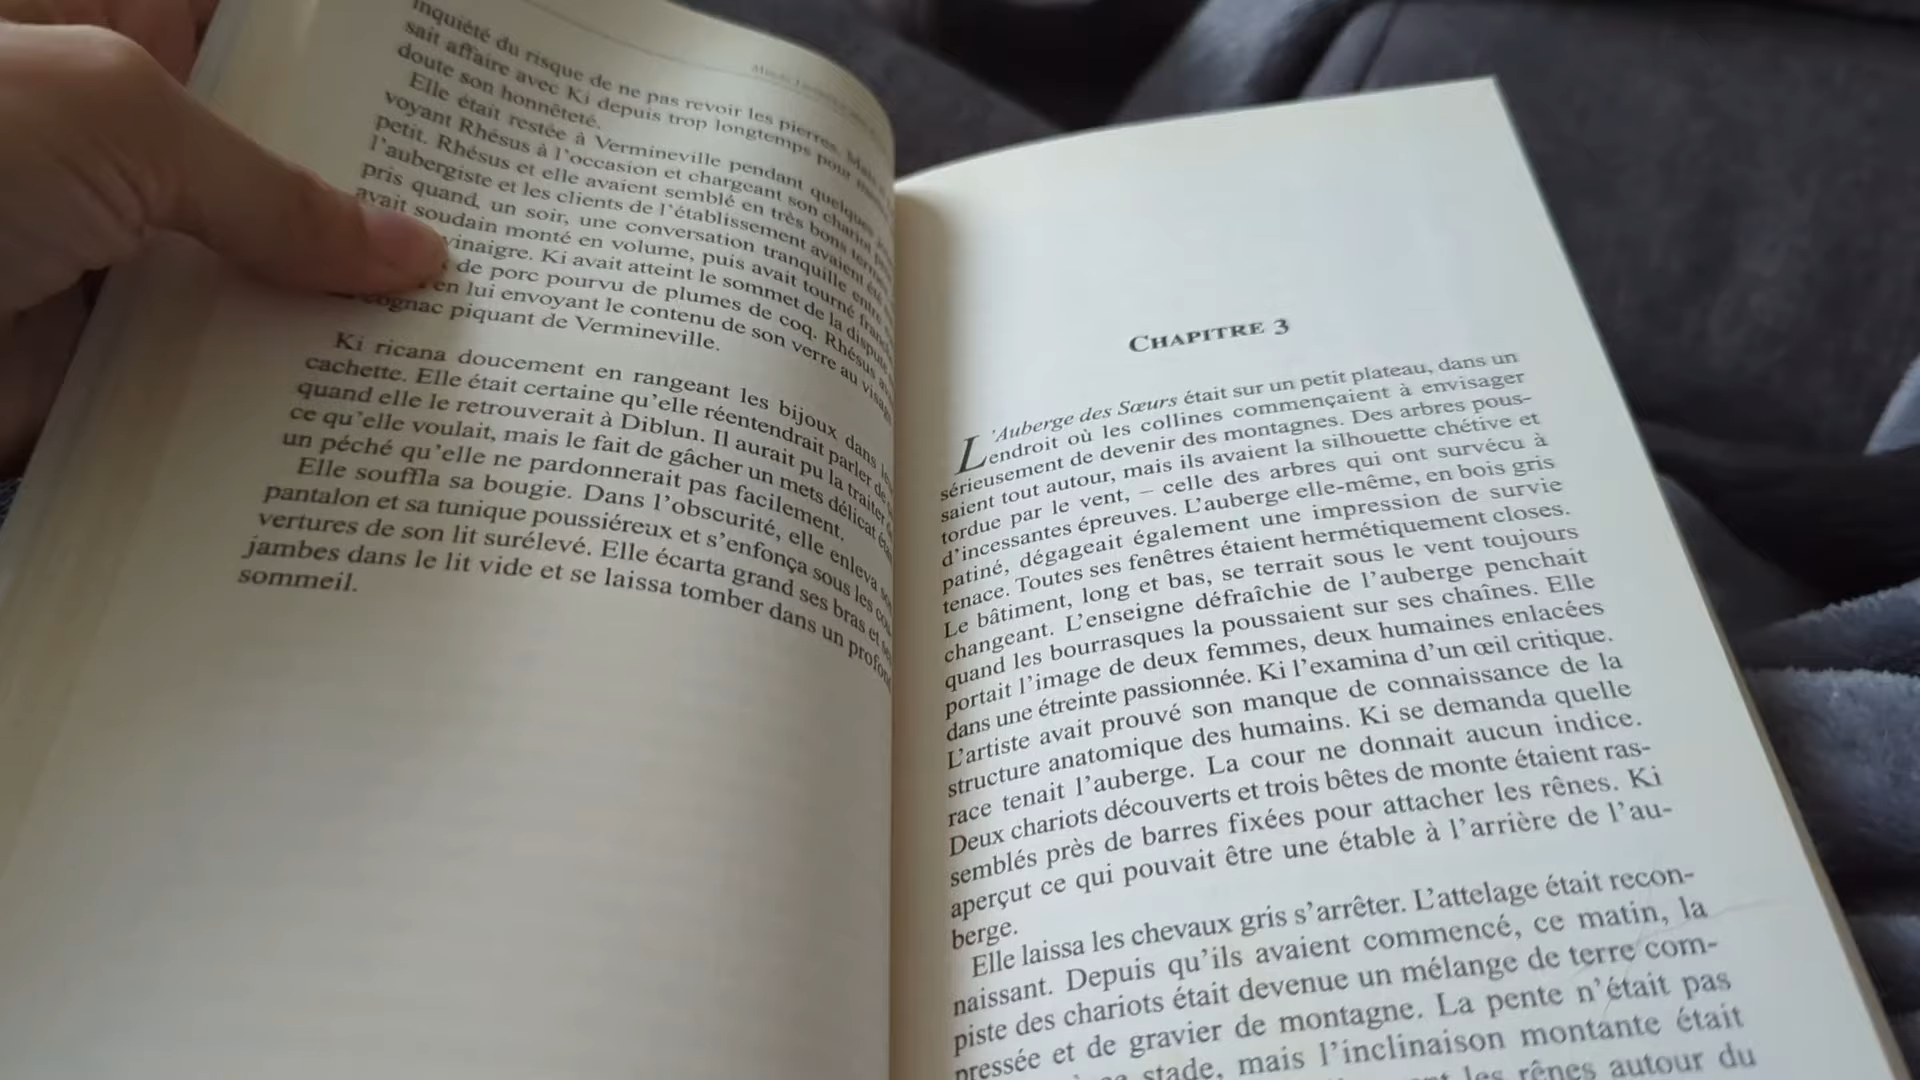 inquiété du risque de ne pas revoir les pierres. Mais
sait affaire avec Ki depuis trop longtemps pour
doute son honnêteté.
Elle était restée à Vermineville pendant quelques
voyant Rhésus à l'occasion et chargeant son chariot
petit. Rhésus et elle avaient semblé en très bons
l'aubergiste et les clients de l'établissement avaient été
pris quand, un soir, une conversation tranquille entre
avait soudain monté en volume, puis avait tourné
vinaigre. Ki avait atteint le sommet de la dispute
de porc pourvu de plumes de coq. Rhésus
en lui envoyant le contenu de son verre au visage
cognac piquant de Vermineville.
Ki ricana doucement en rangeant les bijoux dans
cachette. Elle était certaine qu'elle réentendrait parler de
quand elle le retrouverait à Diblun. Il aurait pu la traiter
ce qu'elle voulait, mais le fait de gâcher un mets délicat
un péché qu'elle ne pardonnerait pas facilement.
Elle souffla sa bougie. Dans l'obscurité, elle enleva
pantalon et sa tunique poussiéreux et s'enfonça sous les
vertures de son lit surélevé. Elle écarta grand ses bras et
jambes dans le lit vide et se laissa tomber dans un
sommeil.
CHAPITRE 3
L'Auberge des Sœurs était sur un petit plateau, dans un
endroit où les collines commençaient à envisager
sérieusement de devenir des montagnes. Des arbres pous-
saient tout autour, mais ils avaient la silhouette chétive et
tordue par le vent, – celle des arbres qui ont survécu à
d'incessantes épreuves. L'auberge elle-même, en bois gris
patiné, dégageait également une impression de survie
tenace. Toutes ses fenêtres étaient hermétiquement closes.
Le bâtiment, long et bas, se terrait sous le vent toujours
changeant. L'enseigne défraîchie de l'auberge penchait
quand les bourrasques la poussaient sur ses chaînes. Elle
portait l'image de deux femmes, deux humaines enlacées
dans une étreinte passionnée. Ki l'examina d'un œil critique.
L'artiste avait prouvé son manque de connaissance de la
structure anatomique des humains. Ki se demanda quelle
race tenait l'auberge. La cour ne donnait aucun indice.
Deux chariots découverts et trois bêtes de monte étaient ras-
semblés près de barres fixées pour attacher les rênes. Ki
aperçut ce qui pouvait être une étable à l'arrière de l'au-
berge.
Elle laissa les chevaux gris s'arrêter. L'attelage était recon-
naissant. Depuis qu'ils avaient commencé, ce matin, la
piste des chariots était devenue un mélange de terre com-
pressée et de gravier de montagne. La pente n'était pas
stade, mais l'inclinaison montante était
les rênes autour du